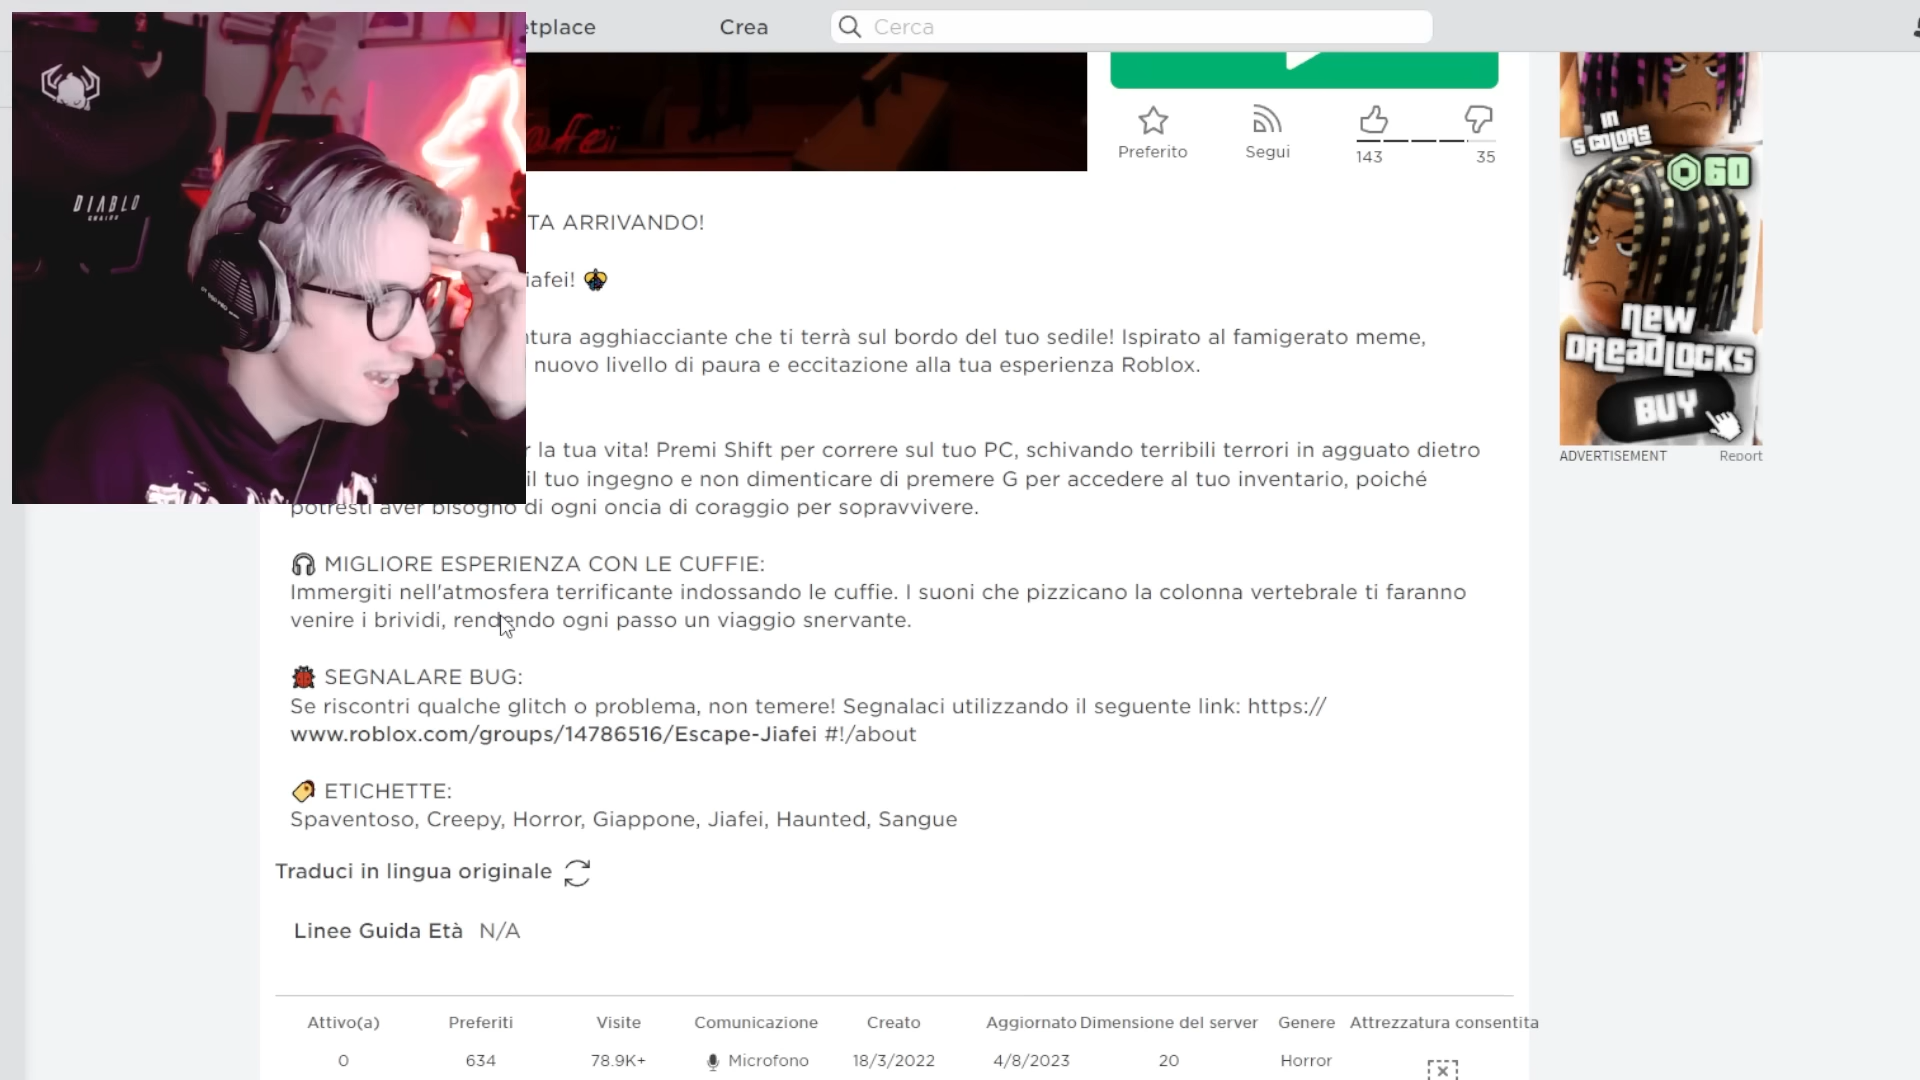 etplace
Crea
Cerca
DIABLO
Preferito
Segui
143
35
IN
5 COLORS
60
NEW
DREADLOCKS
BUY
ADVERTISEMENT
Report
TA ARRIVANDO!
iafei!
ntura agghiacciante che ti terrà sul bordo del tuo sedile! Ispirato al famigerato meme,
nuovo livello di paura e eccitazione alla tua esperienza Roblox.
r la tua vita! Premi Shift per correre sul tuo PC, schivando terribili terrori in agguato dietro
il tuo ingegno e non dimenticare di premere G per accedere al tuo inventario, poiché
potresti aver bisogno di ogni oncia di coraggio per sopravvivere.
MIGLIORE ESPERIENZA CON LE CUFFIE:
Immergiti nell'atmosfera terrificante indossando le cuffie. I suoni che pizzicano la colonna vertebrale ti faranno
venire i brividi, rendendo ogni passo un viaggio snervante.
SEGNALARE BUG:
Se riscontri qualche glitch o problema, non temere! Segnalaci utilizzando il seguente link: https://
www.roblox.com/groups/14786516/Escape-Jiafei #!/about
ETICHETTE:
Spaventoso, Creepy, Horror, Giappone, Jiafei, Haunted, Sangue
Traduci in lingua originale
Linee Guida Età N/A
Attivo(a) Preferiti Visite Comunicazione Creato Aggiornato Dimensione del server Genere Attrezzatura consentita
0 634 78.9K+ Microfono 18/3/2022 4/8/2023 20 Horror